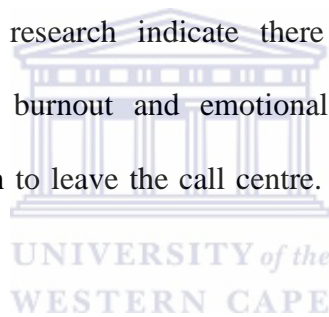 research indicate there
burnout and emotional
to leave the call centre.
UNIVERSITY of the
WESTERN CAPE